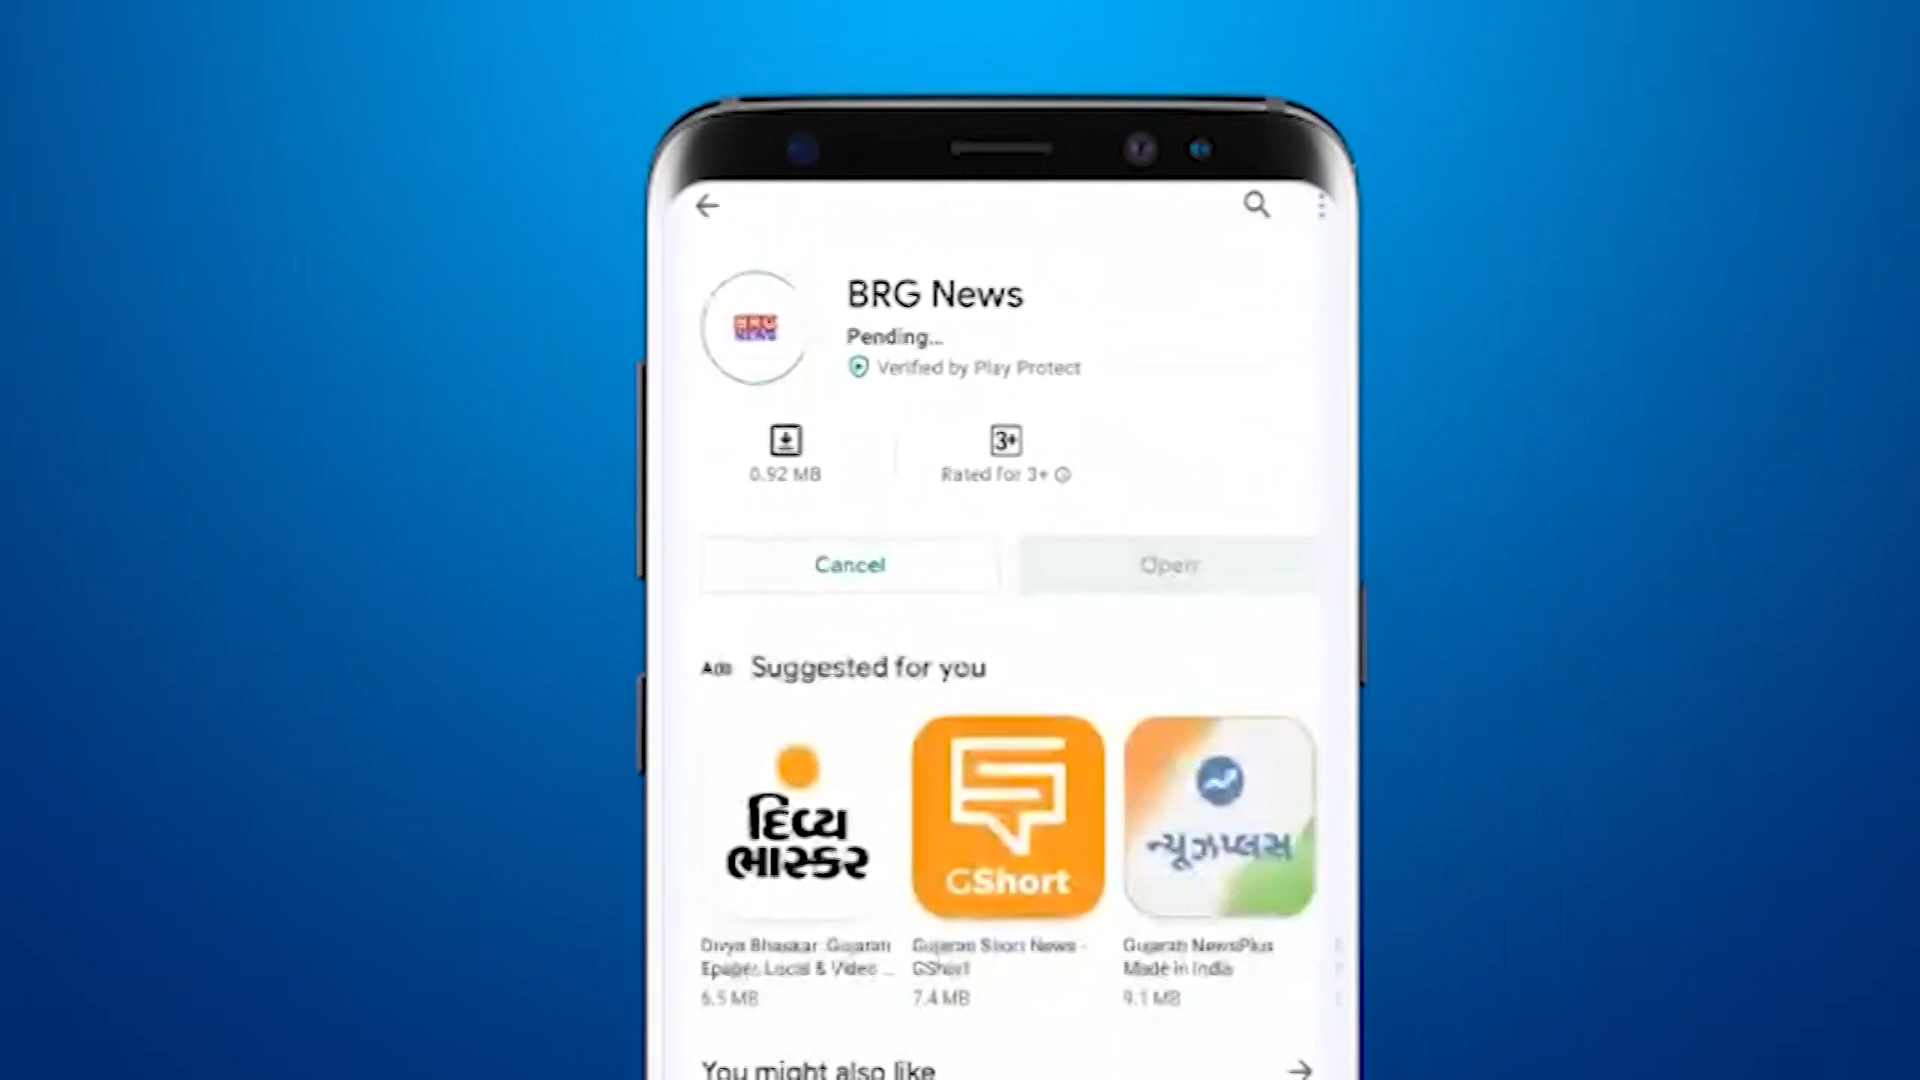 BRG News
BRG
NEWS
Pending...
Verified by Play Protect
3+
0.92 MB
Rated for 3+
Cancel
Open
Ads Suggested for you
દિવ્ય
ભાસ્કર
GShort
ન્યૂઝપ્લસ
Divya Bhaskar: Gujarati
Epaper, Local & Video ...
6.5 MB
Gujarati Short News -
GShort
7.4 MB
Gujarati NewsPlus
Made in India
9.1 MB
You might also like